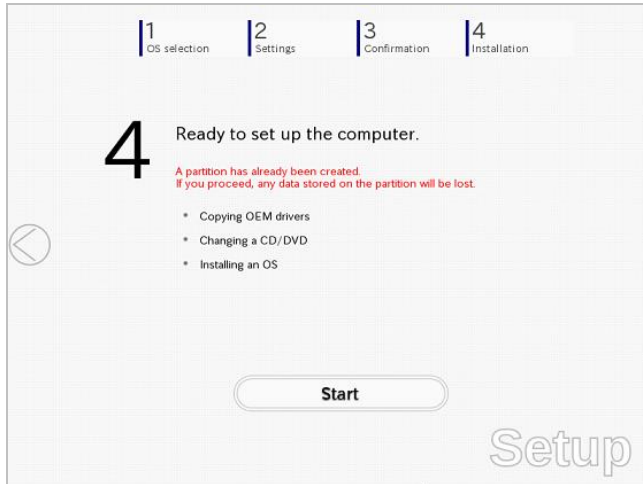 1
OS selection
2
Settings
3
Confirmation
4
Installation
4
Ready to set up the computer.
A partition has already been created.
If you proceed, any data stored on the partition will be lost.
• Copying OEM drivers
• Changing a CD/DVD
• Installing an OS
Start
Setup